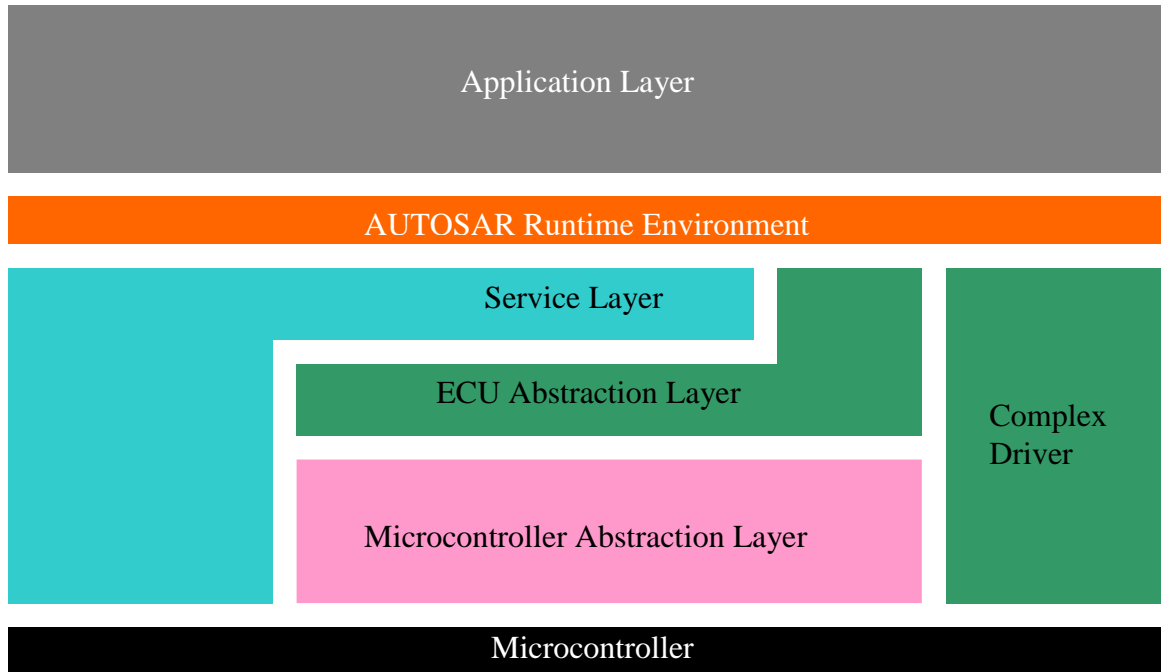 Application Layer
AUTOSAR Runtime Environment
Service Layer
ECU Abstraction Layer
Complex
Driver
Microcontroller Abstraction Layer
Microcontroller